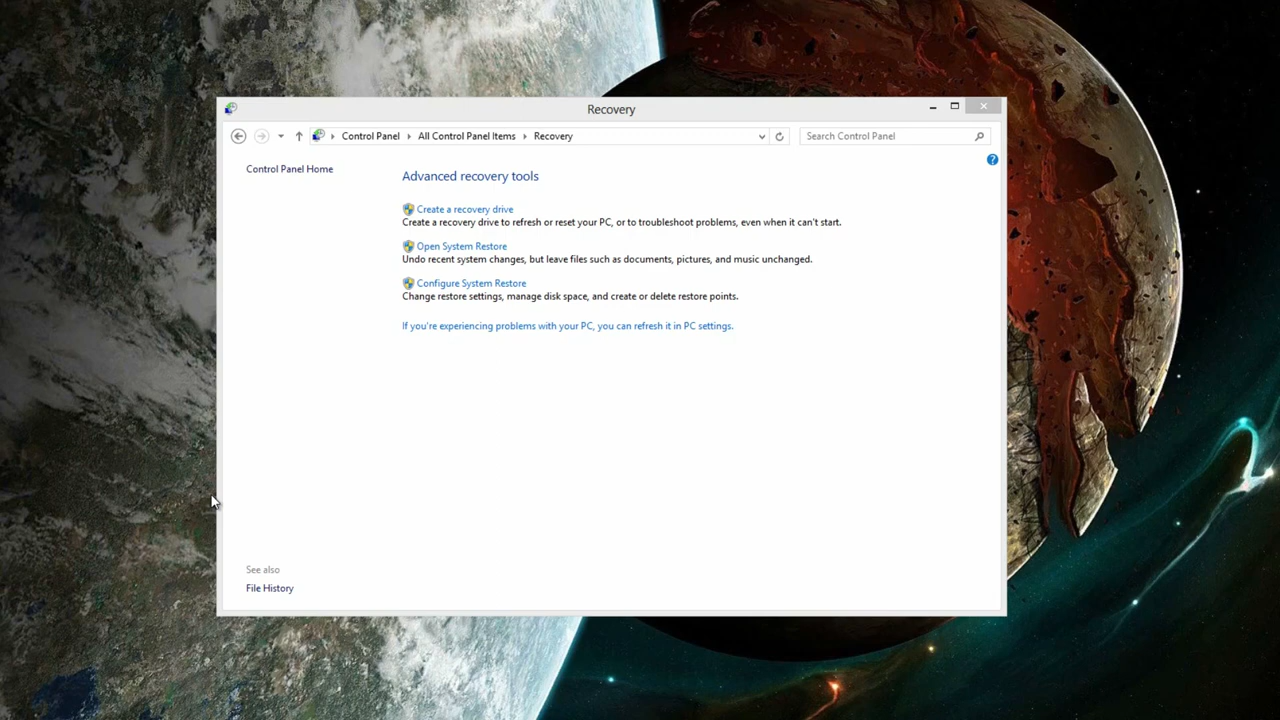 Recovery
Control Panel All Control Panel Items Recovery
Search Control Panel
Control Panel Home
Advanced recovery tools
Create a recovery drive
Create a recovery drive to refresh or reset your PC, or to troubleshoot problems, even when it can't start.
Open System Restore
Undo recent system changes, but leave files such as documents, pictures, and music unchanged.
Configure System Restore
Change restore settings, manage disk space, and create or delete restore points.
If you're experiencing problems with your PC, you can refresh it in PC settings.
See also
File History